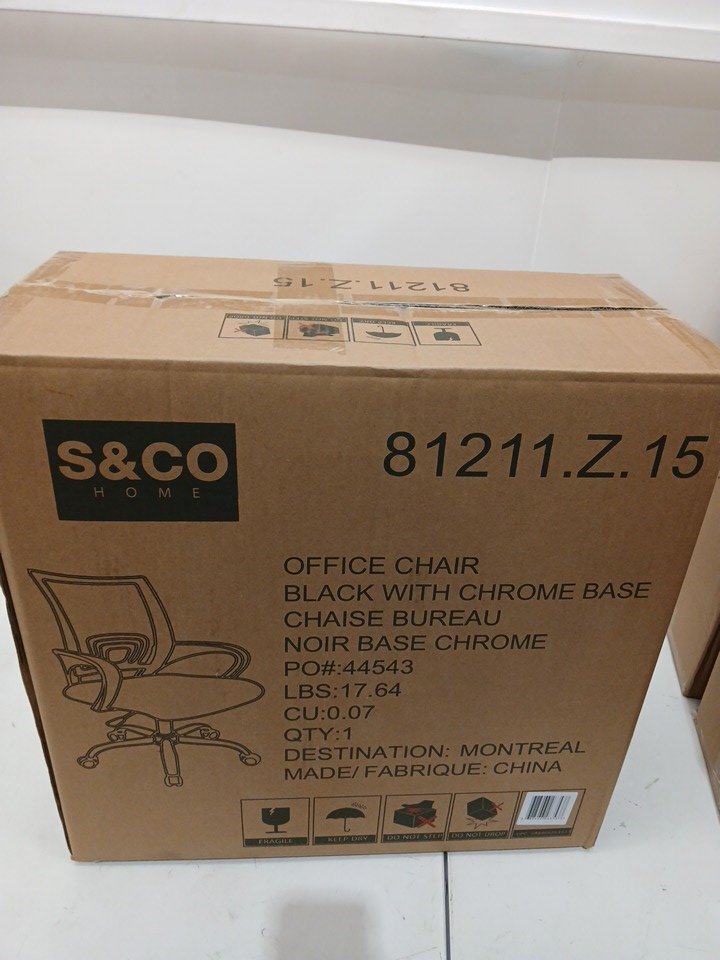 81211.Z.15
S&CO
HOME
81211.Z.15
OFFICE CHAIR
BLACK WITH CHROME BASE
CHAISE BUREAU
NOIR BASE CHROME
PO#:44543
LBS:17.64
CU:0.07
QTY:1
DESTINATION: MONTREAL
MADE/ FABRIQUE: CHINA
FRAGILE
KEEP DRY
DO NOT STEP
DO NOT DROP